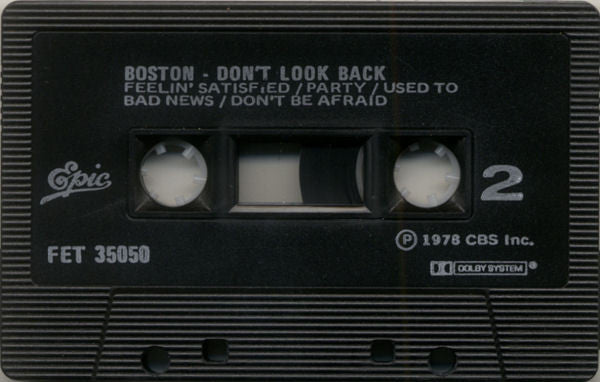 BOSTON - DON'T LOOK BACK
FEELIN' SATISFIED / PARTY / USED TO
BAD NEWS / DON'T BE AFRAID
Epic
2
FET 35050
Ⓟ 1978 CBS Inc.
DOLBY SYSTEM ®